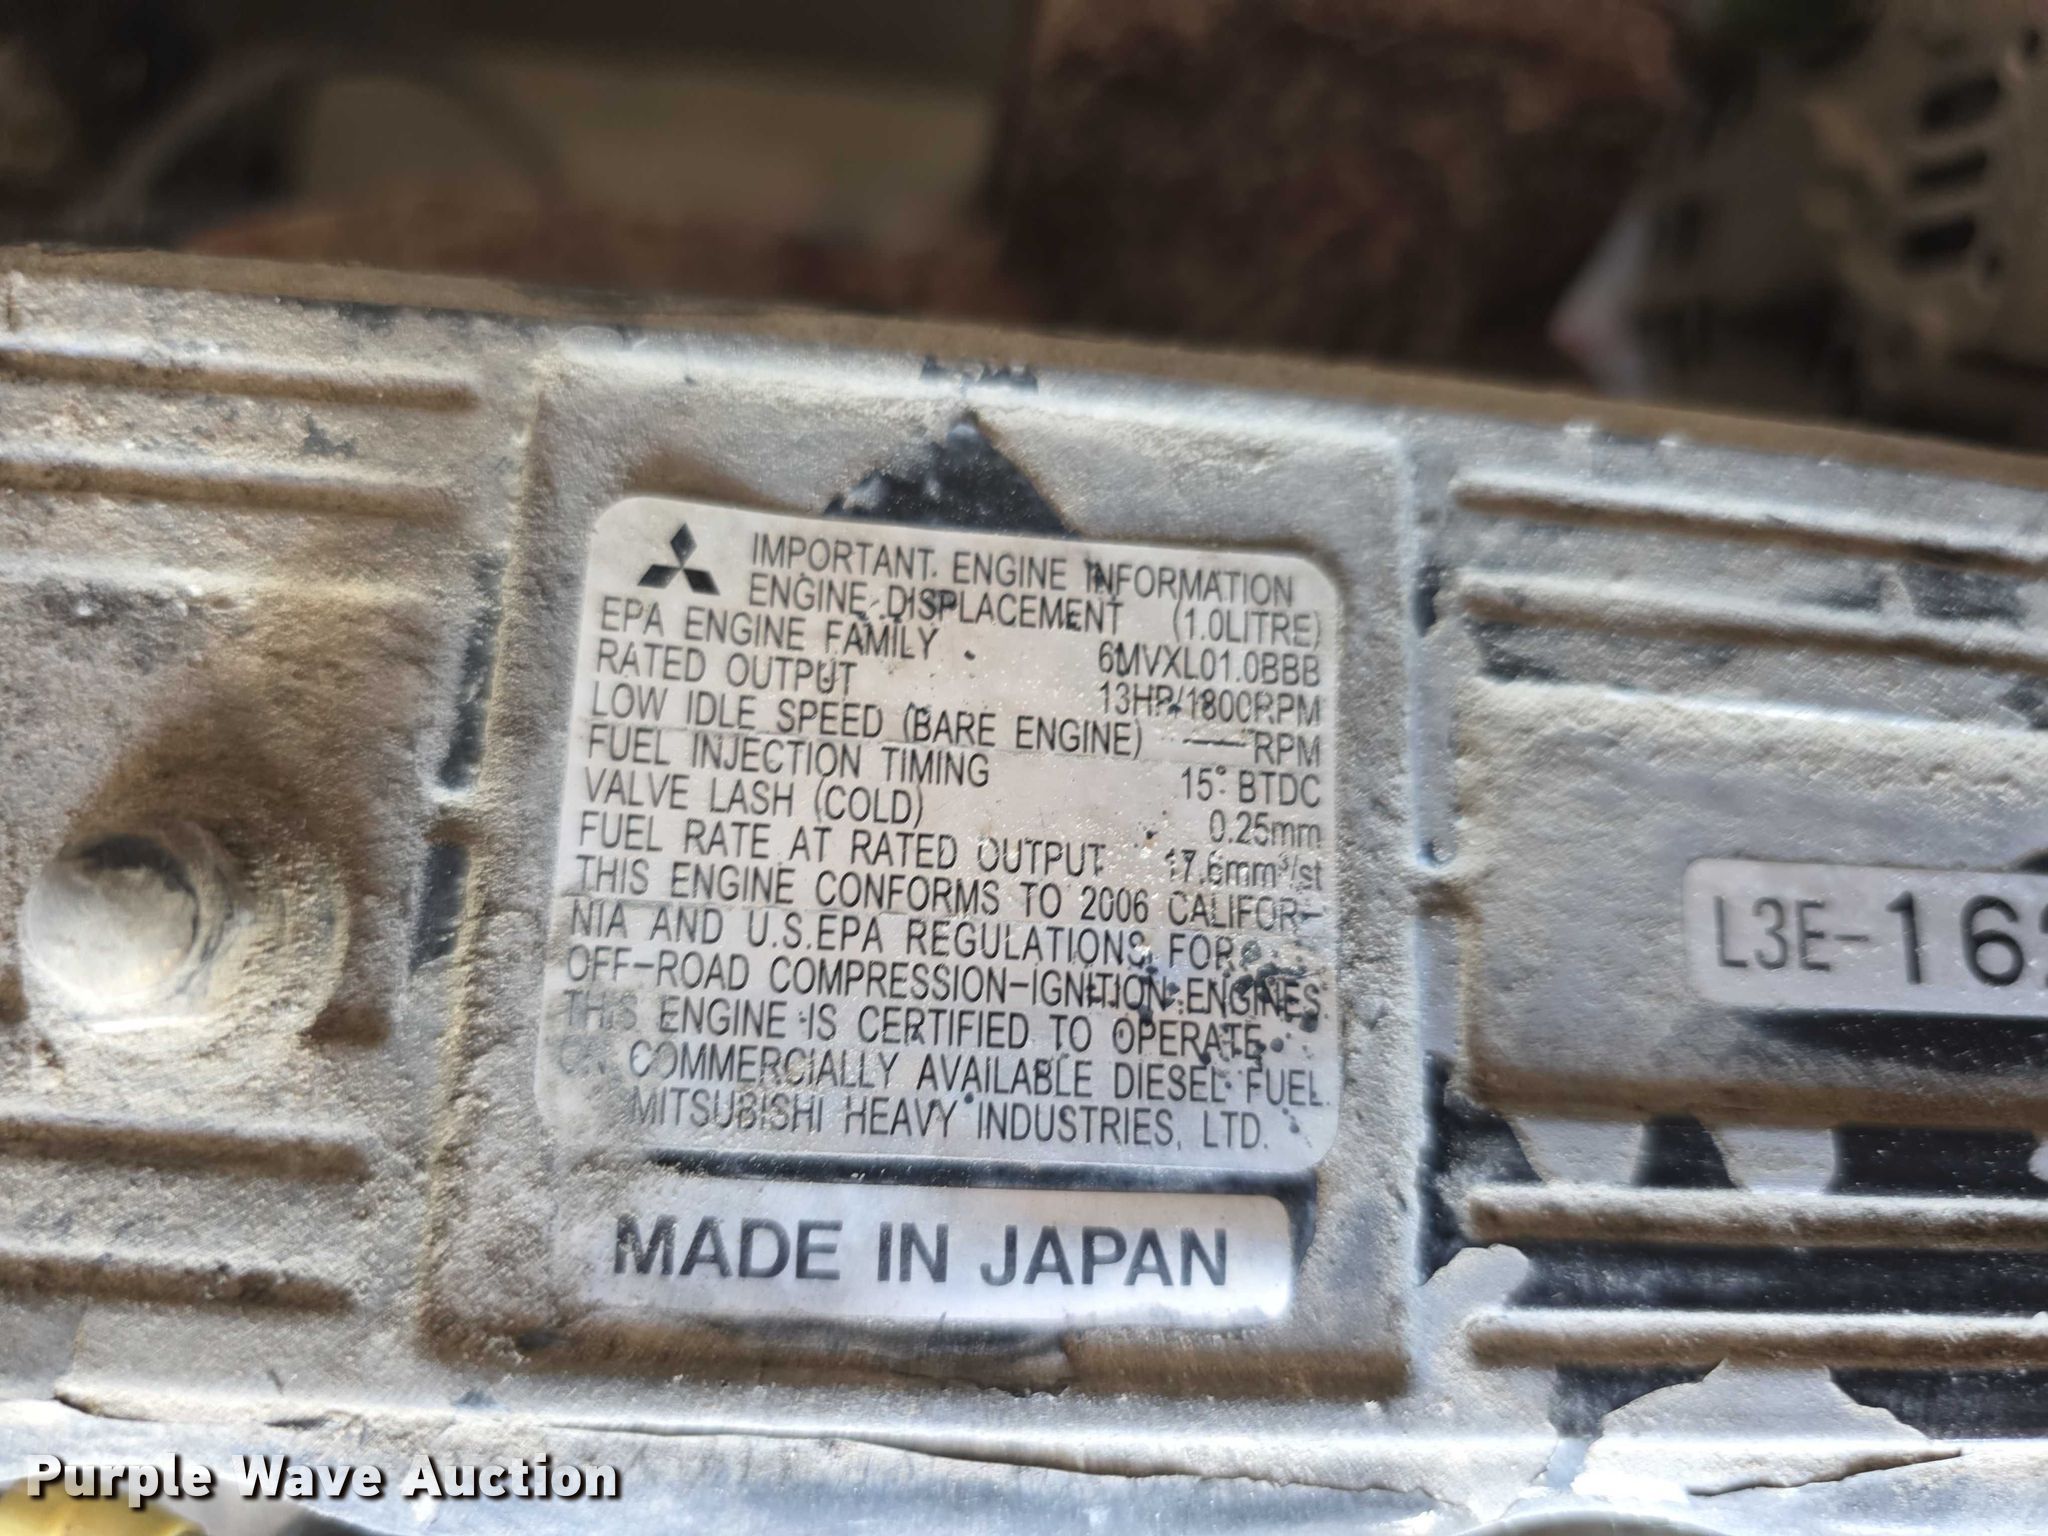 IMPORTANT ENGINE INFORMATION
ENGINE DISPLACEMENT (1.0LITRE)
EPA ENGINE FAMILY 6MVXL01.0BBB
RATED OUTPUT 13HP/1800RPM
LOW IDLE SPEED (BARE ENGINE) —— RPM
FUEL INJECTION TIMING 15° BTDC
VALVE LASH (COLD) 0.25mm
FUEL RATE AT RATED OUTPUT 17.6mm³/st
THIS ENGINE CONFORMS TO 2006 CALIFOR-
NIA AND U.S.EPA REGULATIONS FOR
OFF-ROAD COMPRESSION-IGNITION ENGINES.
THIS ENGINE IS CERTIFIED TO OPERATE
ON COMMERCIALLY AVAILABLE DIESEL FUEL.
MITSUBISHI HEAVY INDUSTRIES, LTD.
MADE IN JAPAN
L3E-16
Purple Wave Auction